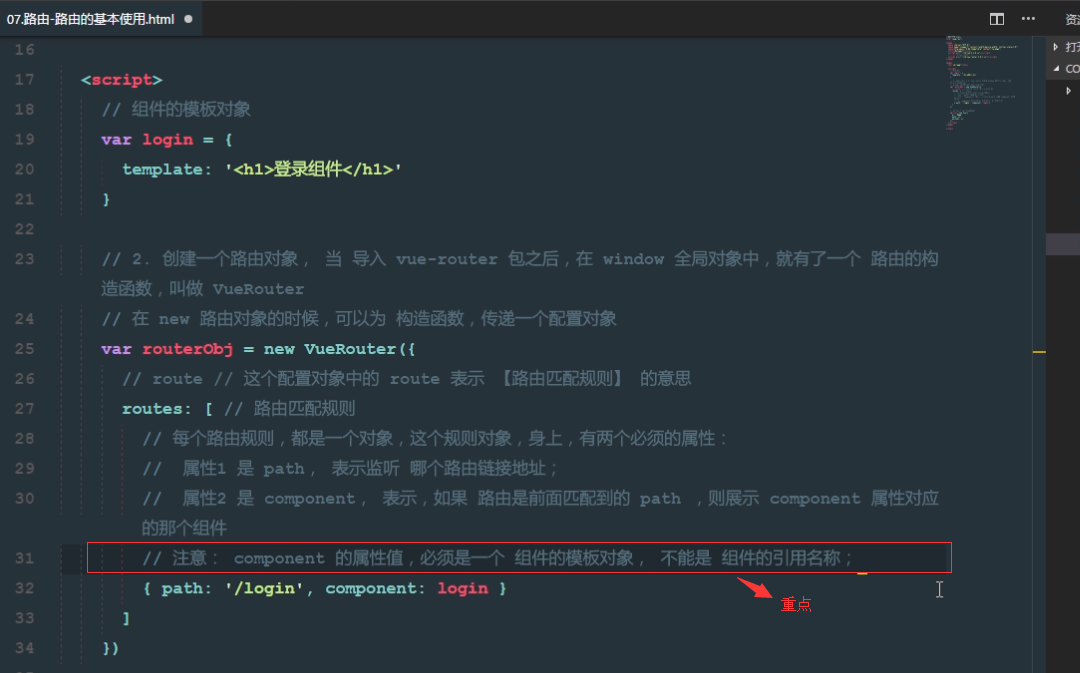 07.路由-路由的基本使用.html ● ···
16
17 <script>
18 // 组件的模板对象
19 var login = {
20 template: '<h1>登录组件</h1>'
21 }
22
23 // 2. 创建一个路由对象， 当 导入 vue-router 包之后，在 window 全局对象中，就有了一个 路由的构
造函数，叫做 VueRouter
24 // 在 new 路由对象的时候，可以为 构造函数，传递一个配置对象
25 var routerObj = new VueRouter({
26 // route // 这个配置对象中的 route 表示 【路由匹配规则】 的意思
27 routes: [ // 路由匹配规则
28 // 每个路由规则，都是一个对象，这个规则对象，身上，有两个必须的属性：
29 // 属性1 是 path， 表示监听 哪个路由链接地址；
30 // 属性2 是 component， 表示，如果 路由是前面匹配到的 path ，则展示 component 属性对应
的那个组件
31 // 注意： component 的属性值，必须是一个 组件的模板对象， 不能是 组件的引用名称；
32 { path: '/login', component: login }
重点
33 ]
34 })
CO